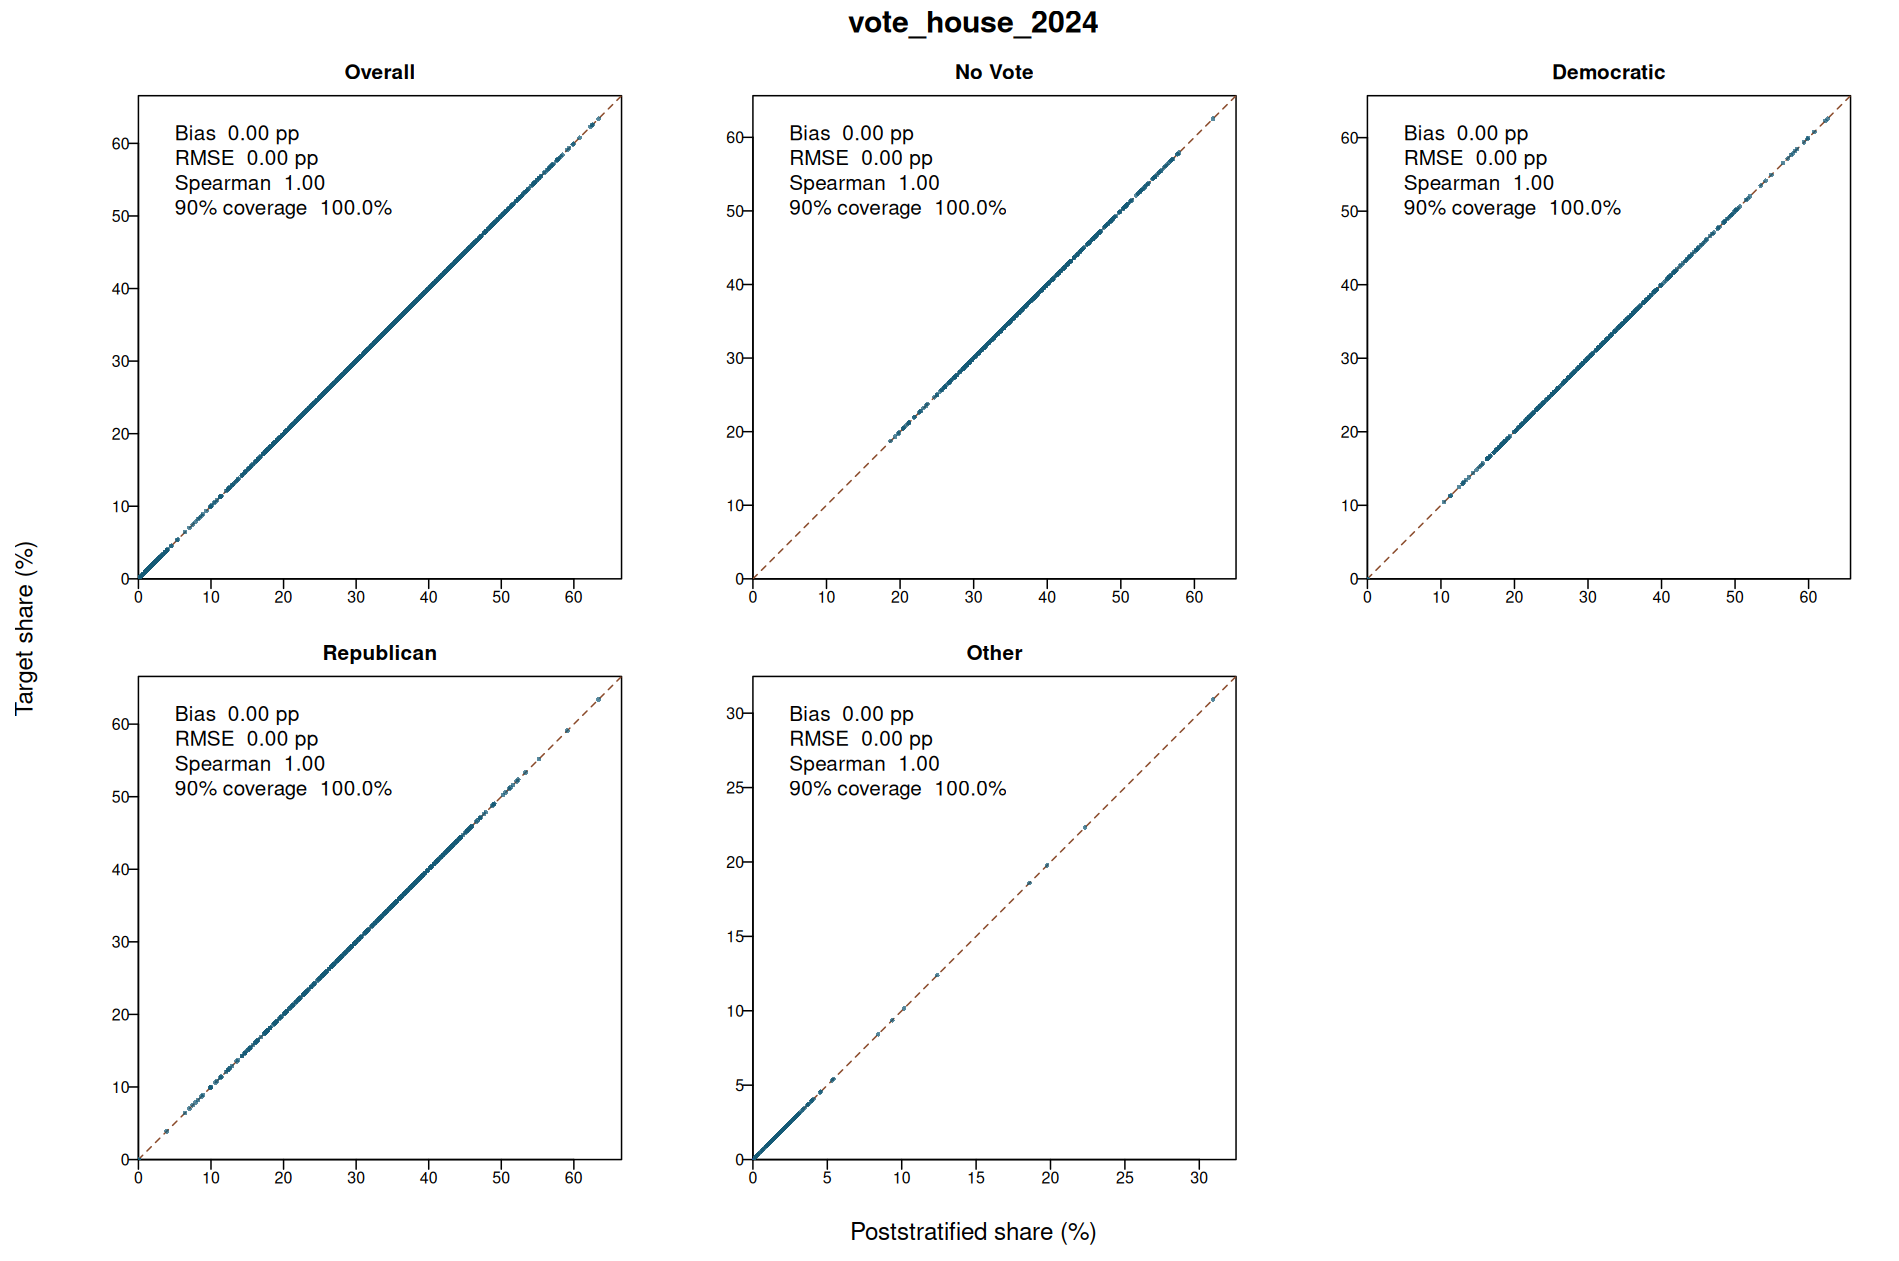 vote_house_2024
Overall
Bias 0.00 pp
RMSE 0.00 pp
Spearman 1.00
90% coverage 100.0%
60
50
40
30
20
10
0
0 10 20 30 40 50 60
No Vote
Bias 0.00 pp
RMSE 0.00 pp
Spearman 1.00
90% coverage 100.0%
60
50
40
30
20
10
0
0 10 20 30 40 50 60
Democratic
Bias 0.00 pp
RMSE 0.00 pp
Spearman 1.00
90% coverage 100.0%
60
50
40
30
20
10
0
0 10 20 30 40 50 60
Target share (%)
Republican
Bias 0.00 pp
RMSE 0.00 pp
Spearman 1.00
90% coverage 100.0%
60
50
40
30
20
10
0
0 10 20 30 40 50 60
Other
Bias 0.00 pp
RMSE 0.00 pp
Spearman 1.00
90% coverage 100.0%
30
25
20
15
10
5
0
0 5 10 15 20 25 30
Poststratified share (%)